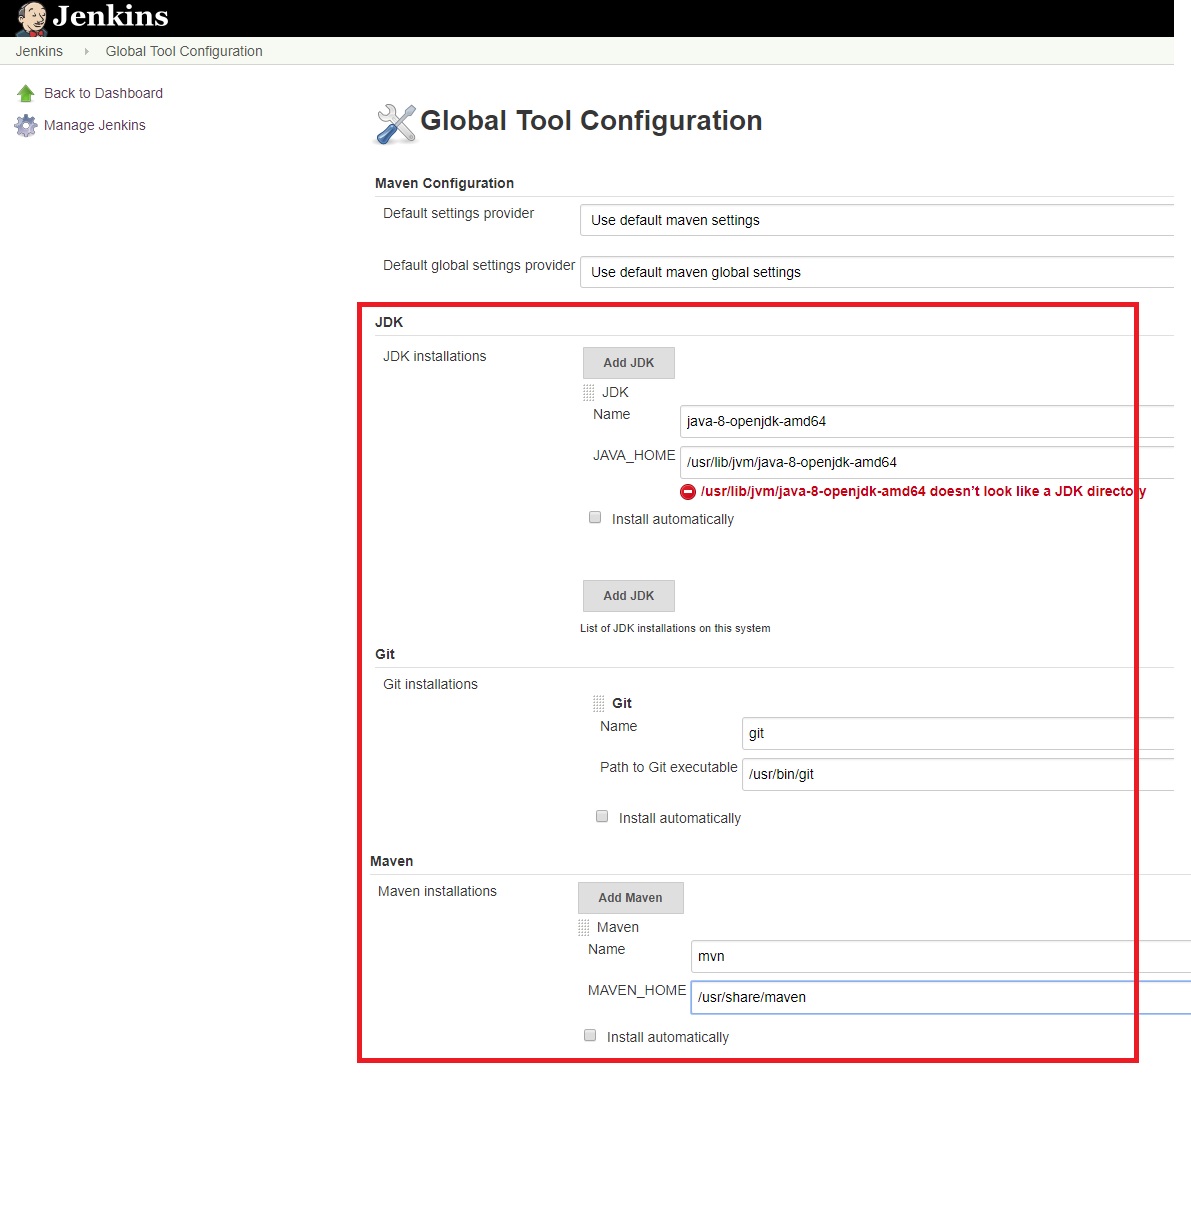 Jenkins
Jenkins Global Tool Configuration
Back to Dashboard
Manage Jenkins
Global Tool Configuration
Maven Configuration
Default settings provider Use default maven settings
Default global settings provider Use default maven global settings
JDK
JDK installations
Add JDK
JDK
Name java-8-openjdk-amd64
JAVA_HOME /usr/lib/jvm/java-8-openjdk-amd64
/usr/lib/jvm/java-8-openjdk-amd64 doesn’t look like a JDK directory
Install automatically
Add JDK
List of JDK installations on this system
Git
Git installations
Git
Name git
Path to Git executable /usr/bin/git
Install automatically
Maven
Maven installations
Add Maven
Maven
Name mvn
MAVEN_HOME /usr/share/maven
Install automatically